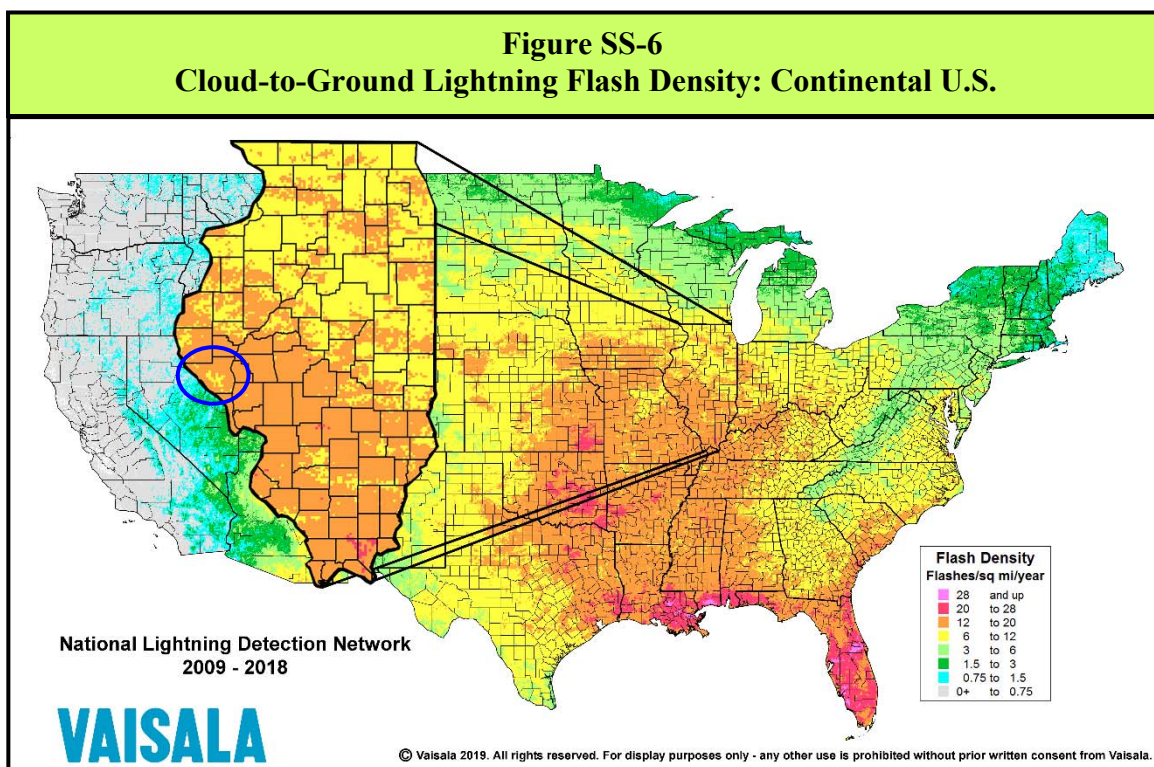 Figure SS-6
Cloud-to-Ground Lightning Flash Density: Continental U.S.
National Lightning Detection Network
2009 - 2018
VAISALA
Flash Density
Flashes/sq mi/year
28 and up
20 to 28
12 to 20
6 to 12
3 to 6
1.5 to 3
0.75 to 1.5
0+ to 0.75
© Vaisala 2019. All rights reserved. For display purposes only - any other use is prohibited without prior written consent from Vaisala.